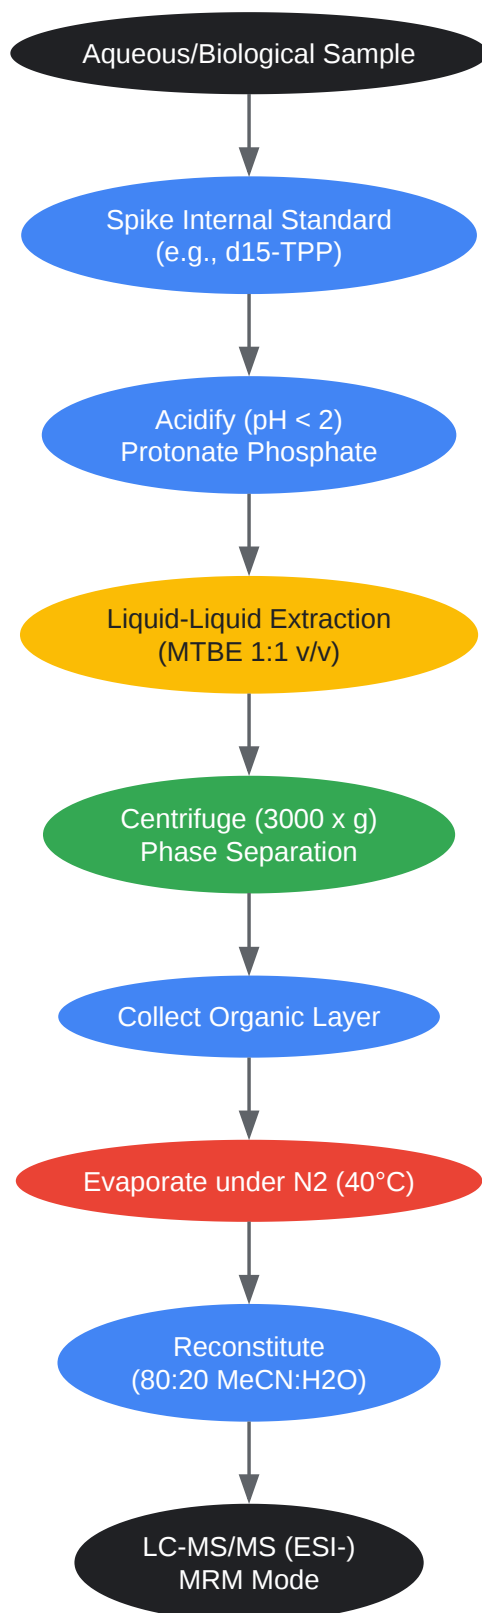 Aqueous/Biological Sample
Spike Internal Standard
(e.g., d15-TPP)
Acidify (pH < 2)
Protonate Phosphate
Liquid-Liquid Extraction
(MTBE 1:1 v/v)
Centrifuge (3000 x g)
Phase Separation
Collect Organic Layer
Evaporate under N2 (40°C)
Reconstitute
(80:20 MeCN:H2O)
LC-MS/MS (ESI-)
MRM Mode